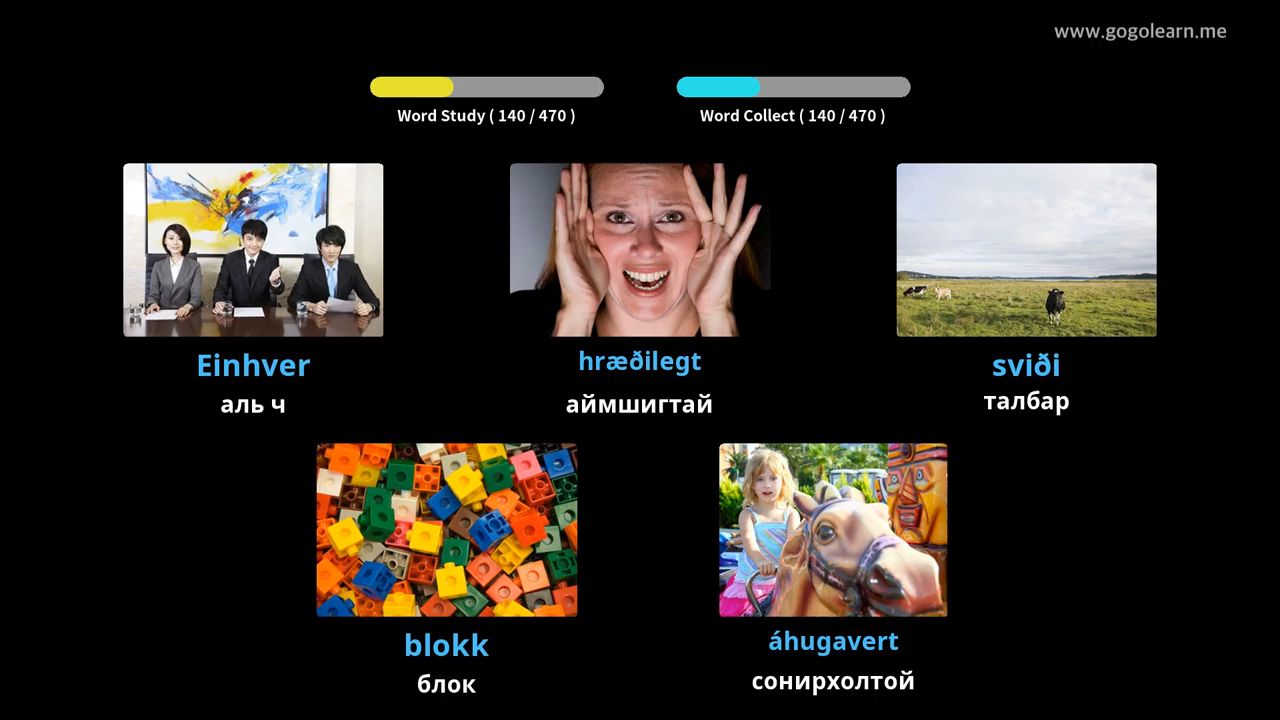 www.gogolearn.me
Word Study ( 140 / 470 )
Word Collect ( 140 / 470 )
Einhver
аль ч
hræðilegt
аймшигтай
sviði
талбар
blokk
блок
áhugavert
сонирхолтой